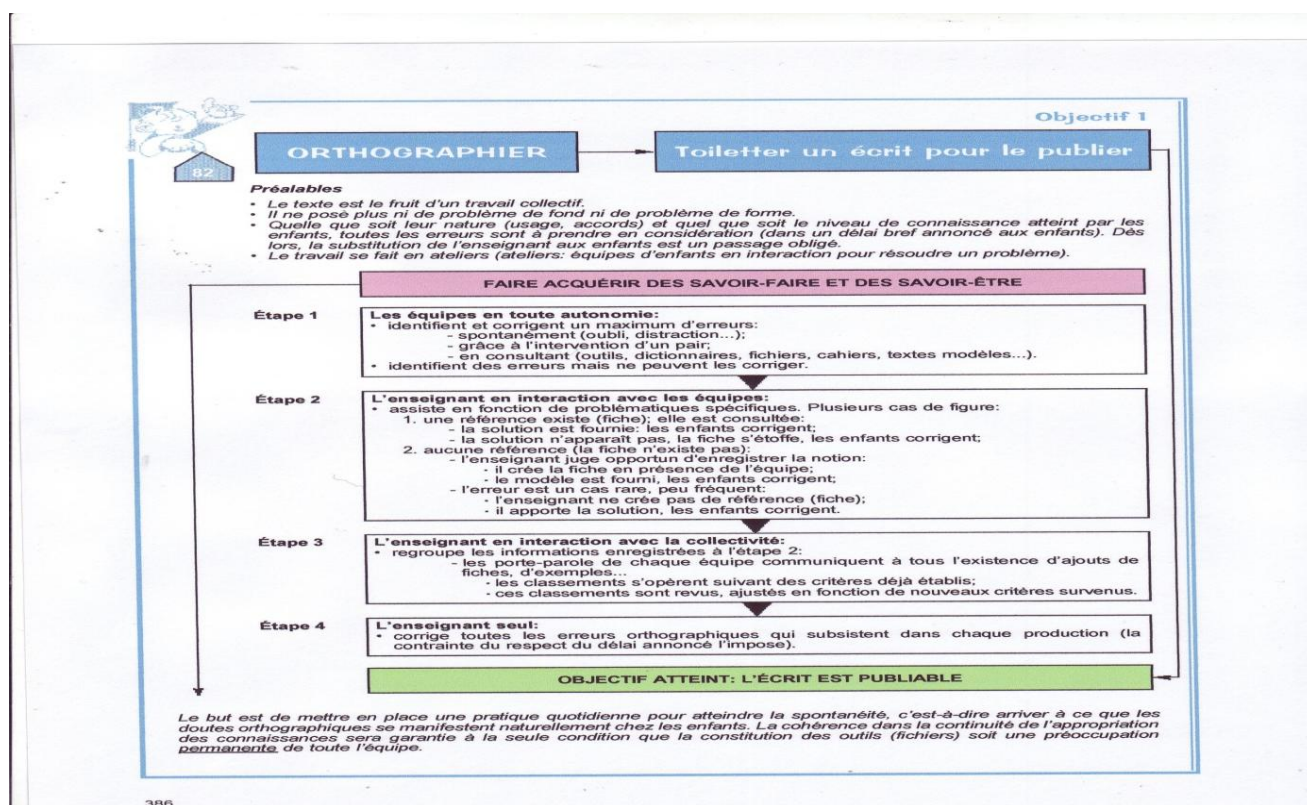 Objectif 1
ORTHOGRAPHIER
Toiletter un écrit pour le publier
82
Préalables
• Le texte est le fruit d'un travail collectif.
• Il ne pose plus ni de problème de fond ni de problème de forme.
• Quelle que soit leur nature (usage, accords) et quel que soit le niveau de connaissance atteint par les
enfants, toutes les erreurs sont à prendre en considération (dans un délai bref annoncé aux enfants). Dès
lors, la substitution de l'enseignant aux enfants est un passage obligé.
• Le travail se fait en ateliers (ateliers: équipes d'enfants en interaction pour résoudre un problème).
FAIRE ACQUÉRIR DES SAVOIR-FAIRE ET DES SAVOIR-ÊTRE
Étape 1
Les équipes en toute autonomie:
• identifient et corrigent un maximum d'erreurs:
- spontanément (oubli, distraction...);
- grâce à l'intervention d'un pair;
- en consultant (outils, dictionnaires, fichiers, cahiers, textes modèles...).
• identifient des erreurs mais ne peuvent les corriger.
Étape 2
L'enseignant en interaction avec les équipes:
• assiste en fonction de problématiques spécifiques. Plusieurs cas de figure:
1. une référence existe (fiche); elle est consultée:
- la solution est fournie: les enfants corrigent;
- la solution n'apparaît pas, la fiche s'étoffe, les enfants corrigent;
2. aucune référence (la fiche n'existe pas):
- l'enseignant juge opportun d'enregistrer la notion:
· il crée la fiche en présence de l'équipe;
· le modèle est fourni, les enfants corrigent;
- l'erreur est un cas rare, peu fréquent:
· l'enseignant ne crée pas de référence (fiche);
· il apporte la solution, les enfants corrigent.
Étape 3
L'enseignant en interaction avec la collectivité:
• regroupe les informations enregistrées à l'étape 2:
- les porte-parole de chaque équipe communiquent à tous l'existence d'ajouts de
fiches, d'exemples...
· les classements s'opèrent suivant des critères déjà établis;
· ces classements sont revus, ajustés en fonction de nouveaux critères survenus.
Étape 4
L'enseignant seul:
• corrige toutes les erreurs orthographiques qui subsistent dans chaque production (la
contrainte du respect du délai annoncé l'impose).
OBJECTIF ATTEINT: L'ÉCRIT EST PUBLIABLE
Le but est de mettre en place une pratique quotidienne pour atteindre la spontanéité, c'est-à-dire arriver à ce que les
doutes orthographiques se manifestent naturellement chez les enfants. La cohérence dans la continuité de l'appropriation
des connaissances sera garantie à la seule condition que la constitution des outils (fichiers) soit une préoccupation
permanente de toute l'équipe.
386